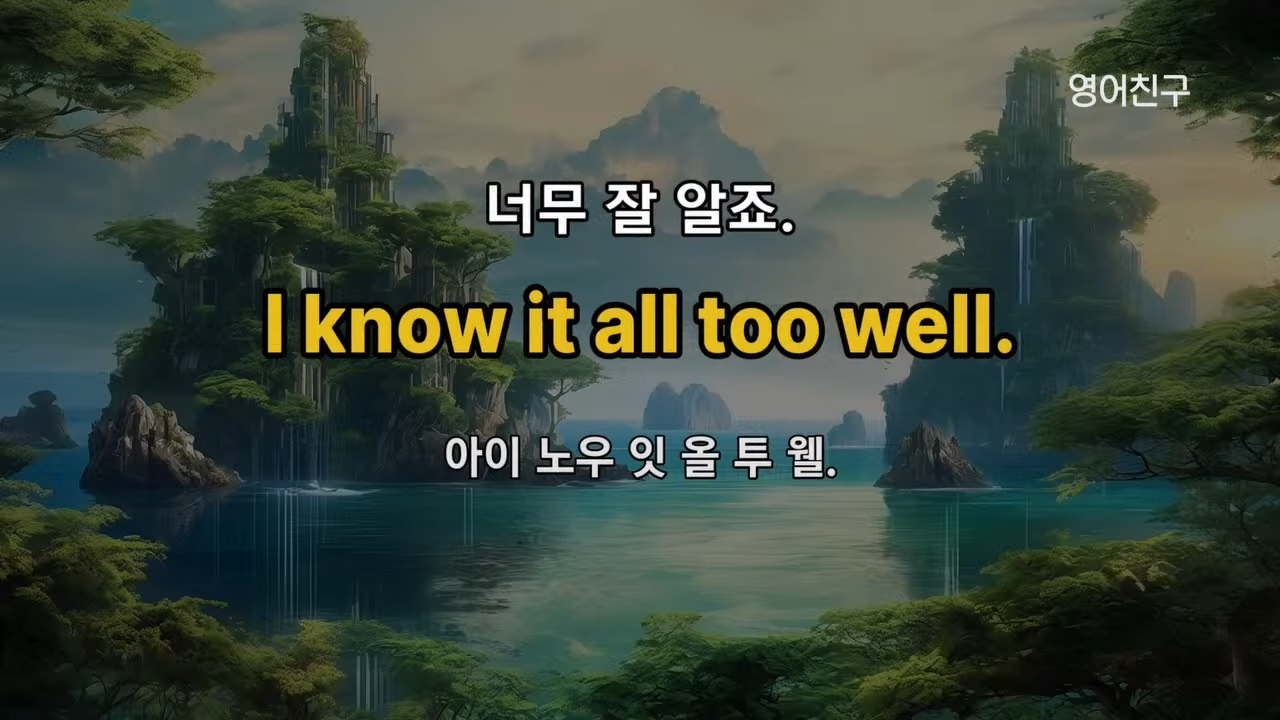 영어친구
너무 잘 알죠.
I know it all too well.
아이 노우 잇 올 투 웰.